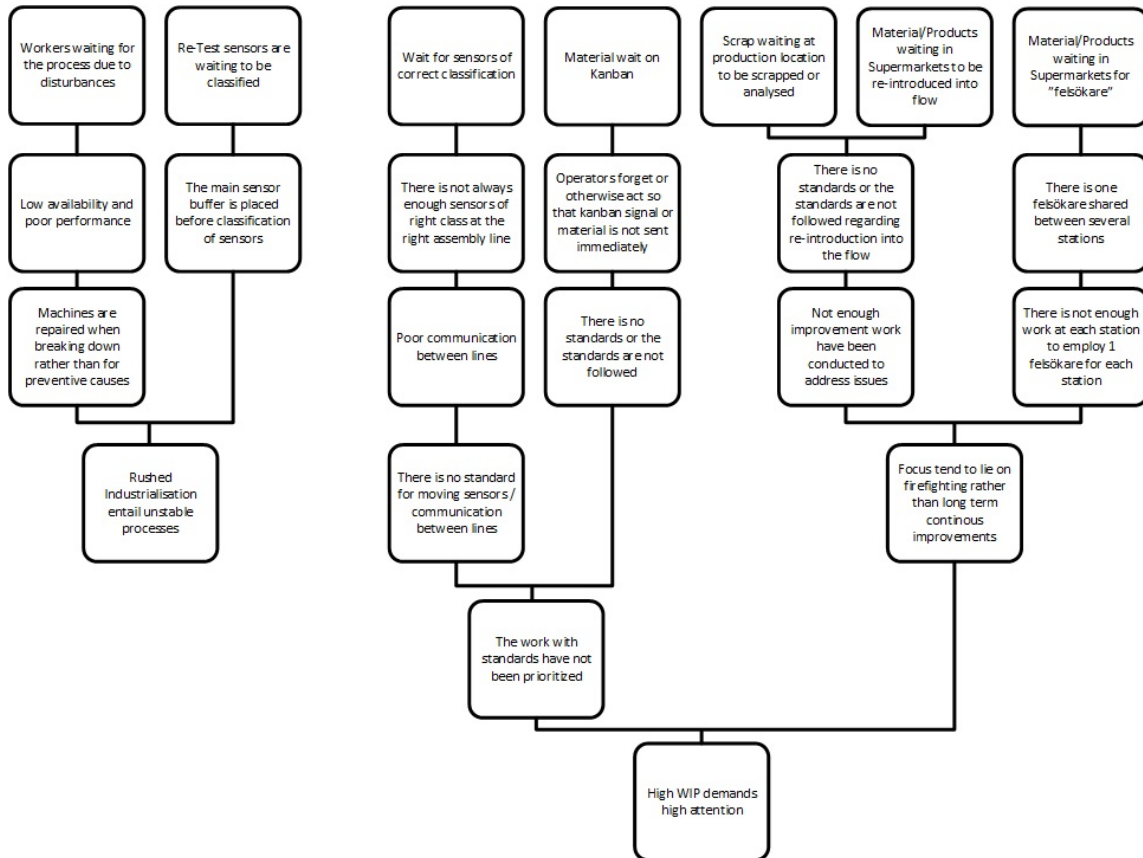 Workers waiting for
the process due to
disturbances
Re-Test sensors are
waiting to be
classified
Wait for sensors of
correct classification
Material wait on
Kanban
Scrap waiting at
production location
to be scrapped or
analysed
Material/Products
waiting in
Supermarkets to be
re-introduced into
flow
Material/Products
waiting in
Supermarkets for
”felsökare”
Low availability and
poor performance
The main sensor
buffer is placed
before classification
of sensors
There is not always
enough sensors of
right class at the
right assembly line
Operators forget or
otherwise act so
that kanban signal or
material is not sent
immediately
There is no
standards or the
standards are not
followed regarding
re-introduction into
the flow
There is one
felsökare shared
between several
stations
Machines are
repaired when
breaking down
rather than for
preventive causes
Poor communication
between lines
There is no
standards or the
standards are not
followed
Not enough
improvement work
have been
conducted to
address issues
There is not enough
work at each station
to employ 1
felsökare for each
station
Rushed
Industrialisation
entail unstable
processes
There is no standard
for moving sensors /
communication
between lines
Focus tend to lie on
firefighting rather
than long term
continous
improvements
The work with
standards have not
been prioritized
High WIP demands
high attention